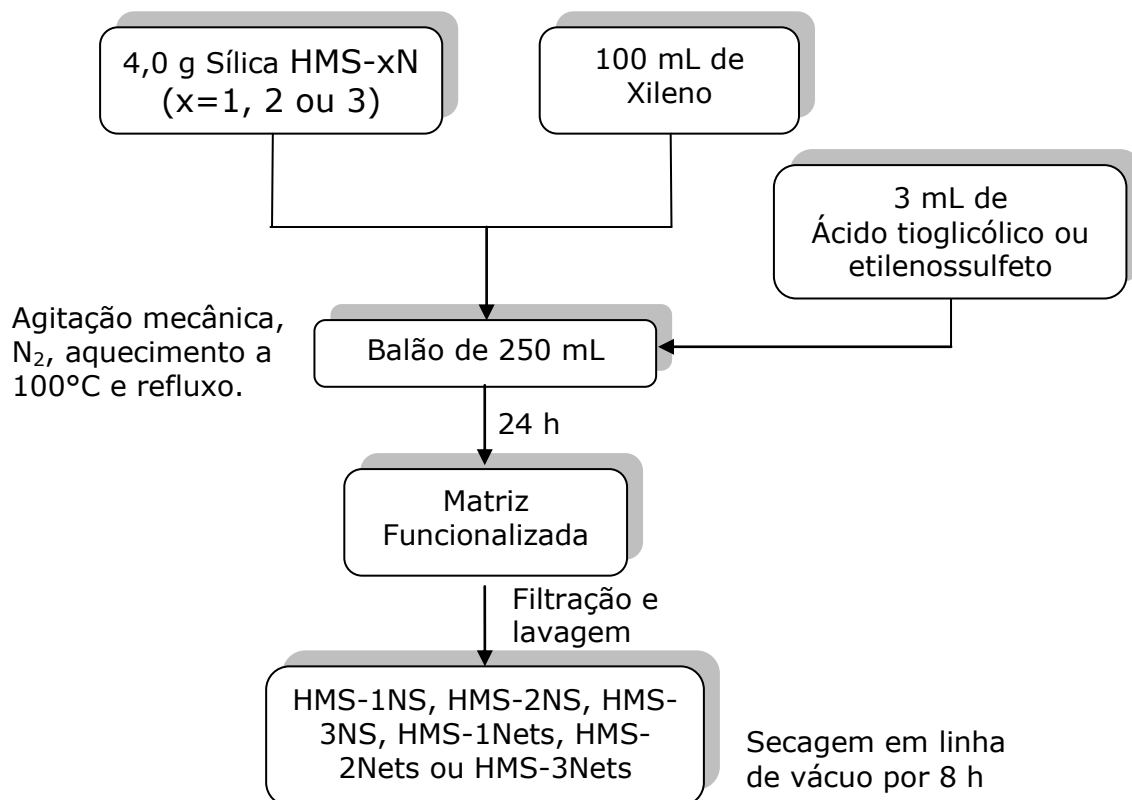 4,0 g Sílica HMS-xN
(x=1, 2 ou 3)
100 mL de
Xileno
3 mL de
Ácido tioglicólico ou
etilenossulfeto
Agitação mecânica,
N₂, aquecimento a
100°C e refluxo.
Balão de 250 mL
24 h
Matriz
Funcionalizada
Filtração e
lavagem
HMS-1NS, HMS-2NS, HMS-
3NS, HMS-1Nets, HMS-
2Nets ou HMS-3Nets
Secagem em linha
de vácuo por 8 h